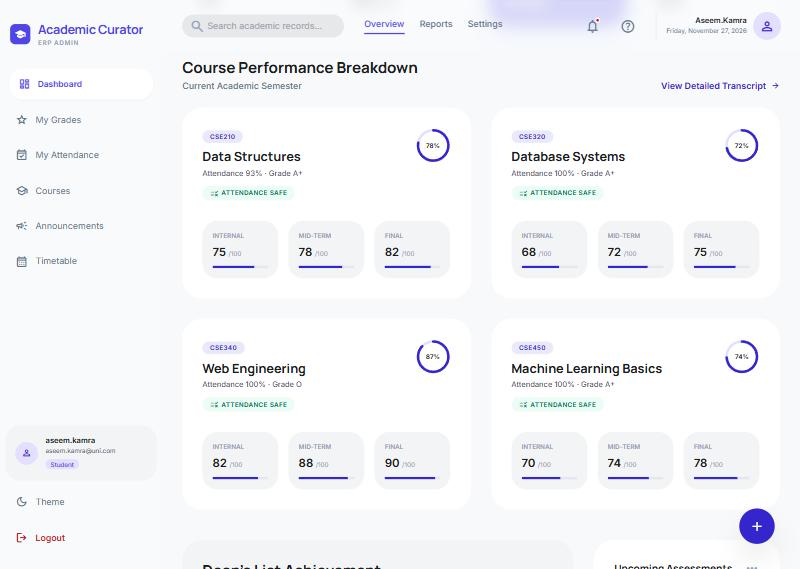 Academic Curator
ERP ADMIN
Search academic records...
Overview
Reports
Settings
Aseem.Kamra
Friday, November 27, 2026
Dashboard
My Grades
My Attendance
Courses
Announcements
Timetable
aseem.kamra
aseem.kamra@uni.com
Student
Theme
Logout
Course Performance Breakdown
Current Academic Semester
View Detailed Transcript →
CSE210
78%
Data Structures
Attendance 93% · Grade A+
ATTENDANCE SAFE
INTERNAL
75 /100
MID-TERM
78 /100
FINAL
82 /100
CSE320
72%
Database Systems
Attendance 100% · Grade A+
ATTENDANCE SAFE
INTERNAL
68 /100
MID-TERM
72 /100
FINAL
75 /100
CSE340
87%
Web Engineering
Attendance 100% · Grade O
ATTENDANCE SAFE
INTERNAL
82 /100
MID-TERM
88 /100
FINAL
90 /100
CSE450
74%
Machine Learning Basics
Attendance 100% · Grade A+
ATTENDANCE SAFE
INTERNAL
70 /100
MID-TERM
74 /100
FINAL
78 /100
+
Dean's List Achievement
Upcoming Assessments